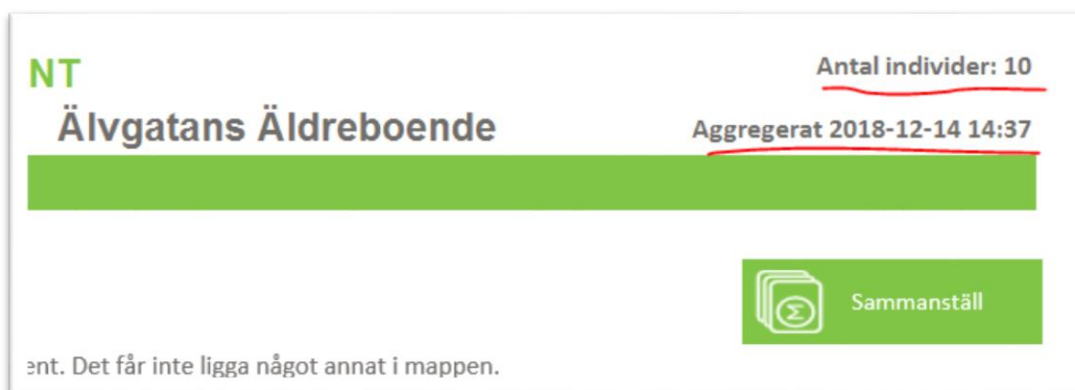 NT
Antal individer: 10
Älvgatans Äldreboende
Aggregerat 2018-12-14 14:37
Σ
Sammanställ
ent. Det får inte ligga något annat i mappen.